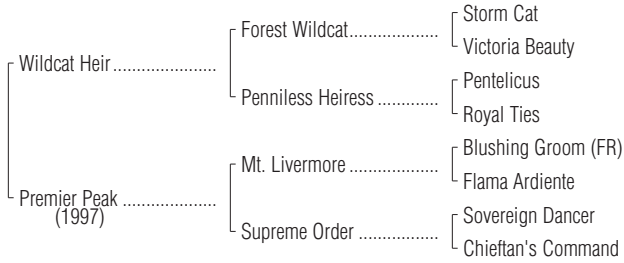 Storm Cat
Forest Wildcat....................
Victoria Beauty
Wildcat Heir.......................
Pentelicus
Penniless Heiress..............
Royal Ties
Blushing Groom (FR)
Mt. Livermore....................
Flama Ardiente
Premier Peak.....................
(1997)
Sovereign Dancer
Supreme Order..................
Chieftan's Command